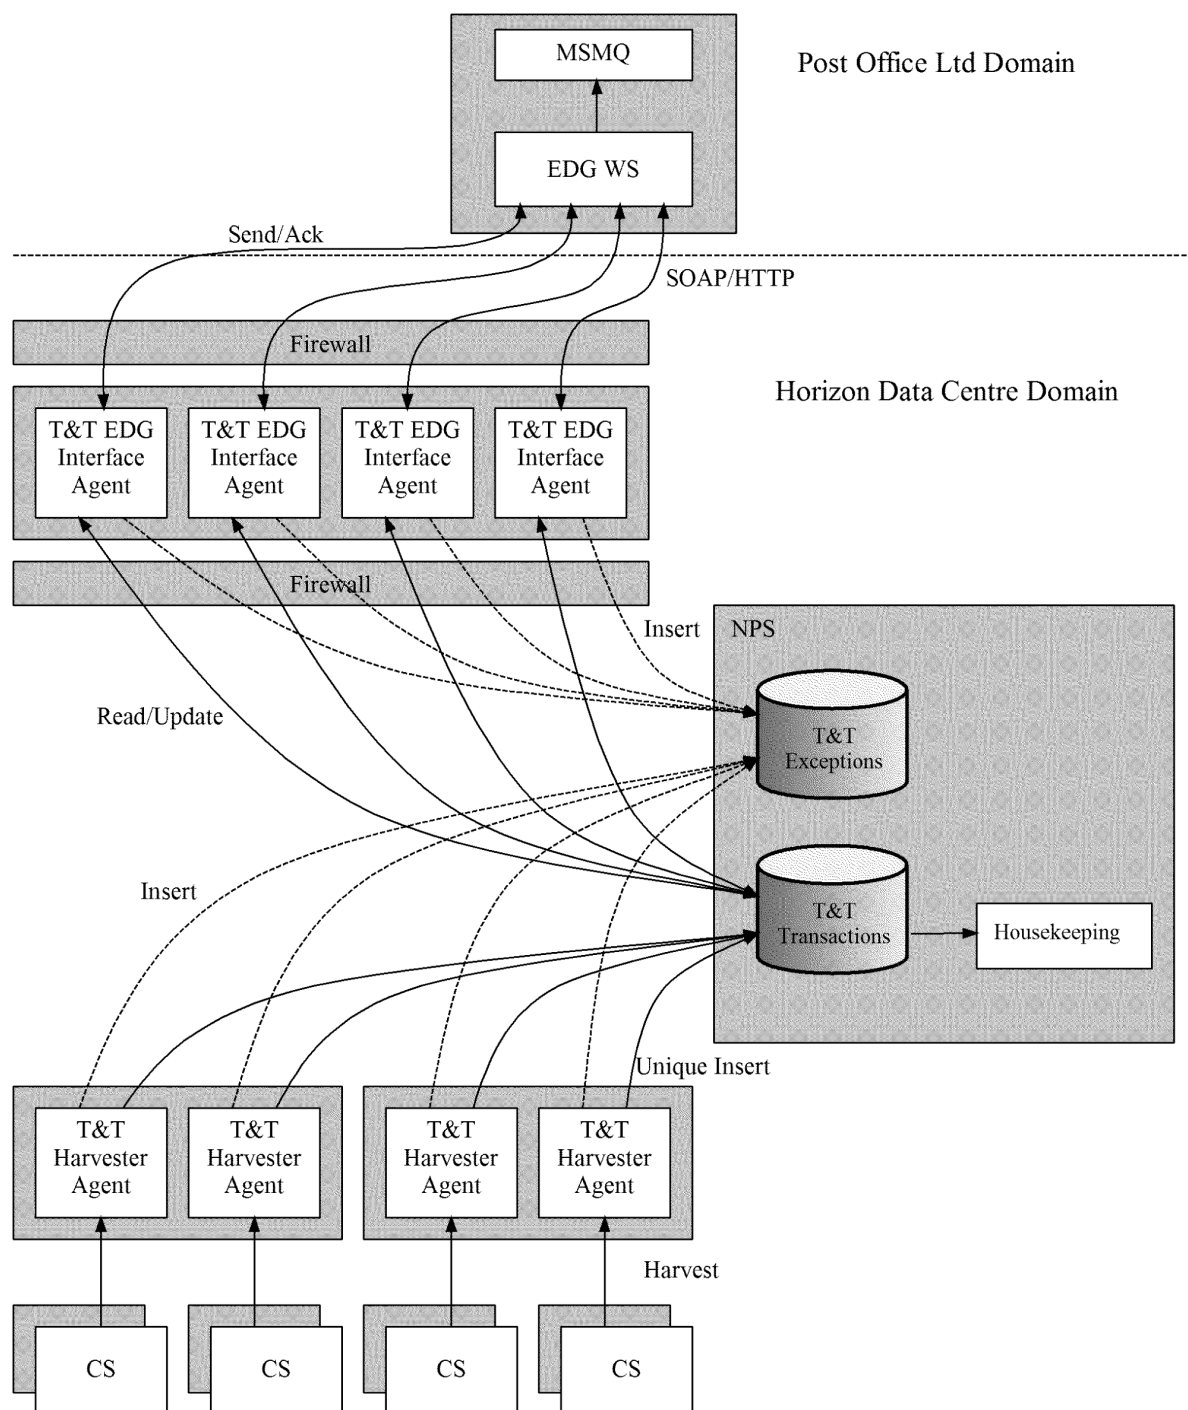 MSMQ
Post Office Ltd Domain
EDG WS
Send/Ack
SOAP/HTTP
Firewall
Horizon Data Centre Domain
T&T EDG
Interface
Agent
T&T EDG
Interface
Agent
T&T EDG
Interface
Agent
T&T EDG
Interface
Agent
Firewall
Insert
NPS
Read/Update
T&T
Exceptions
Insert
T&T
Transactions
Housekeeping
Unique Insert
T&T
Harvester
Agent
T&T
Harvester
Agent
T&T
Harvester
Agent
T&T
Harvester
Agent
Harvest
CS
CS
CS
CS